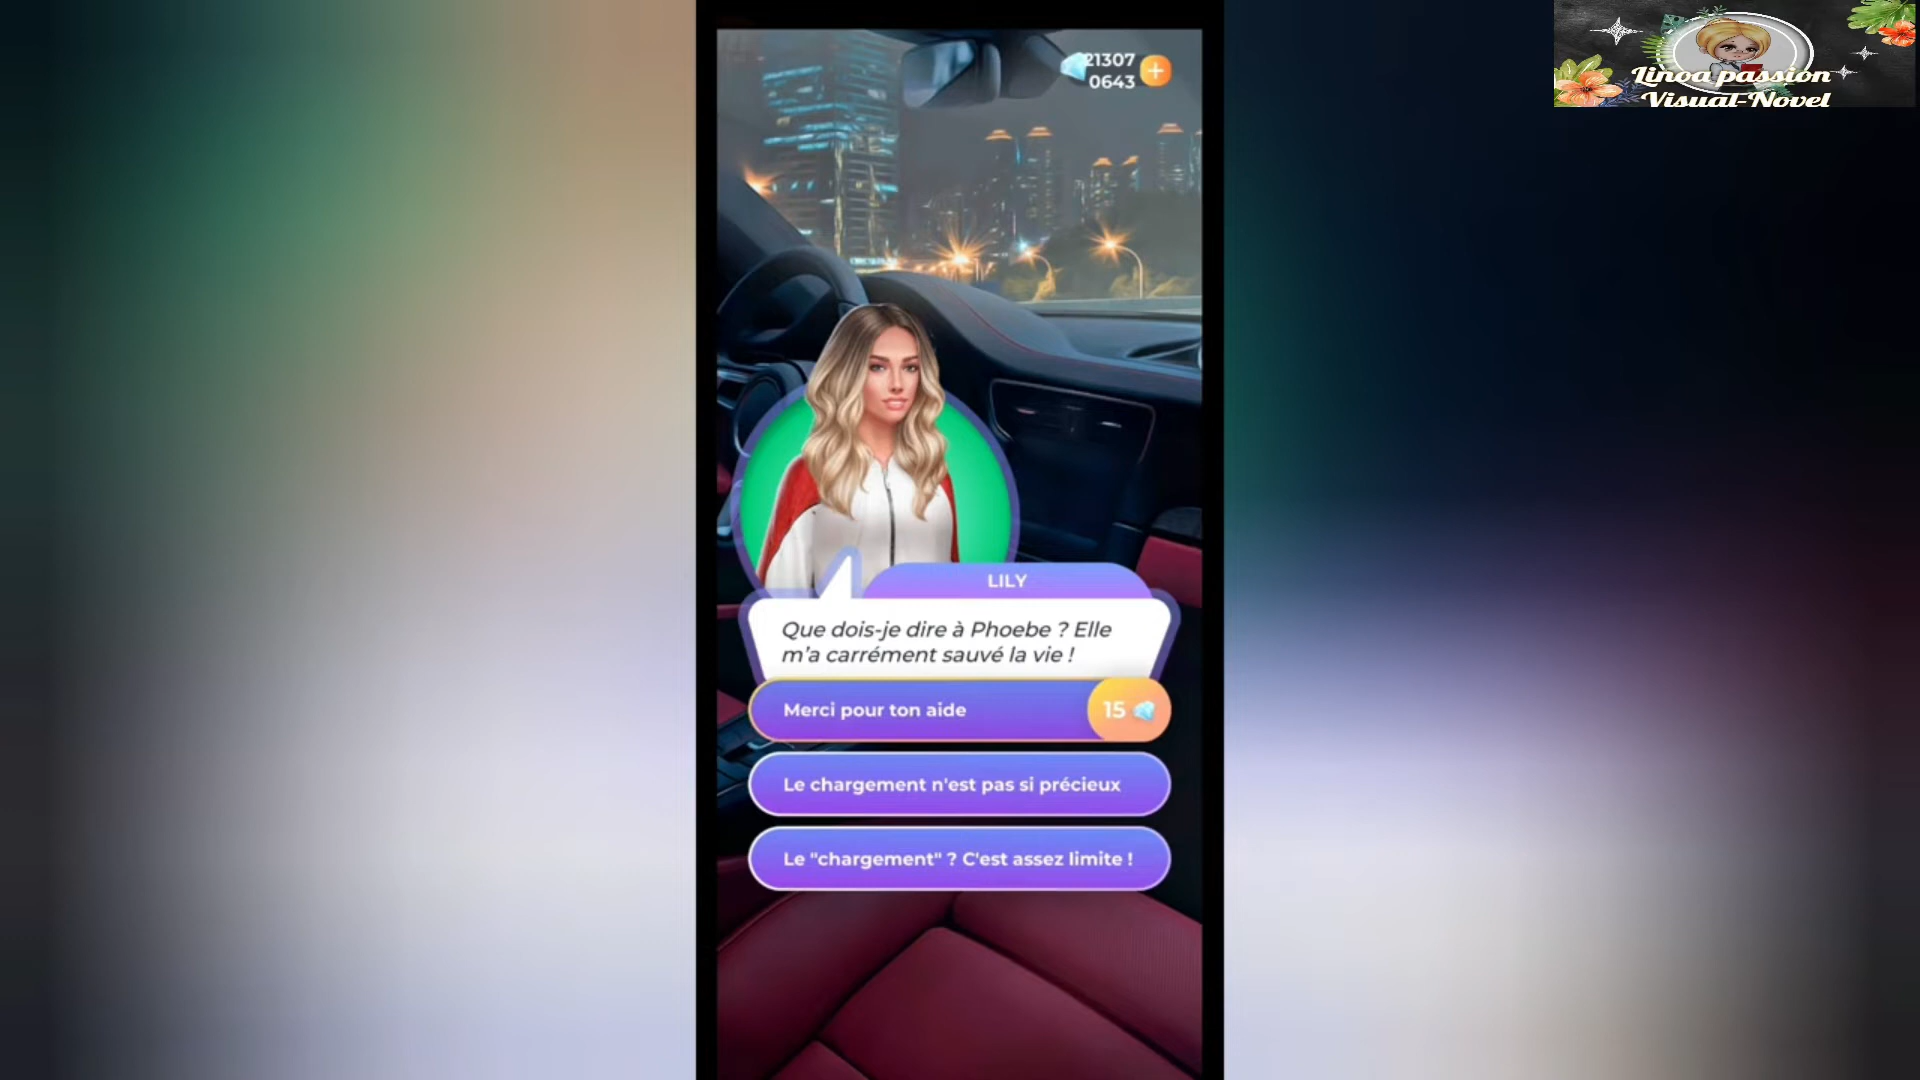 21307
0643
Linoa passion
Visual-Novel
LILY
Que dois-je dire à Phoebe ? Elle
m'a carrément sauvé la vie !
Merci pour ton aide
15
Le chargement n'est pas si précieux
Le "chargement" ? C'est assez limite !